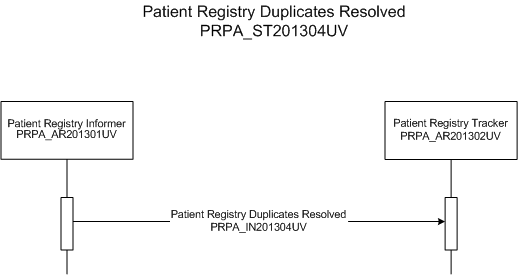 Patient Registry Duplicates Resolved
PRPA_ST201304UV
Patient Registry Informer
PRPA_AR201301UV
Patient Registry Tracker
PRPA_AR201302UV
Patient Registry Duplicates Resolved
PRPA_IN201304UV